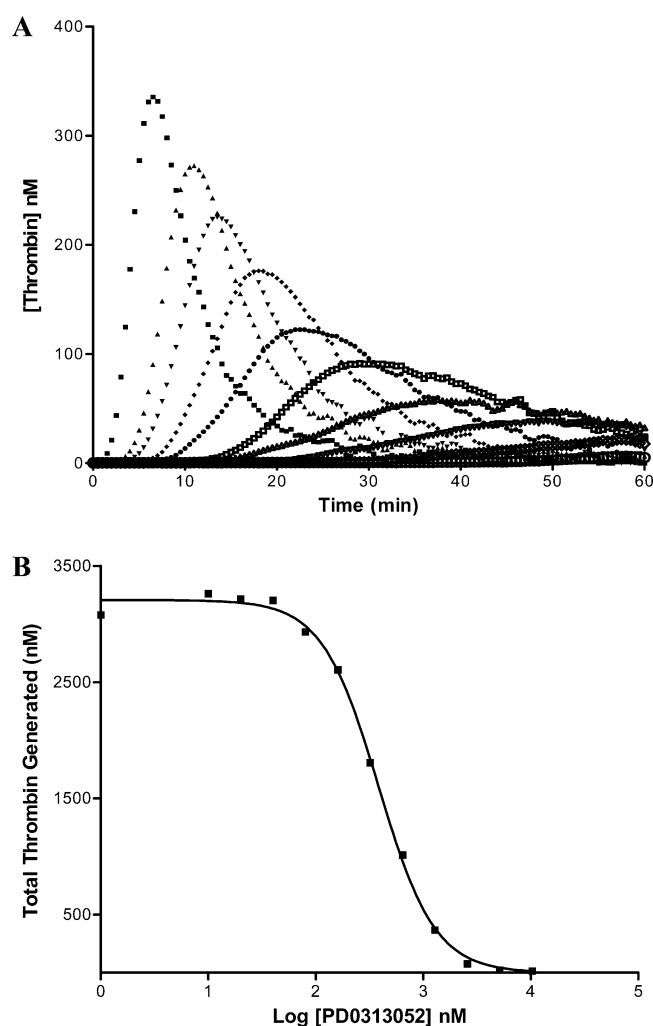 A
400
300
200
100
0
[Thrombin] nM
0 10 20 30 40 50 60
Time (min)
B
3500
2500
1500
500
Total Thrombin Generated (nM)
0 1 2 3 4 5
Log [PD0313052] nM